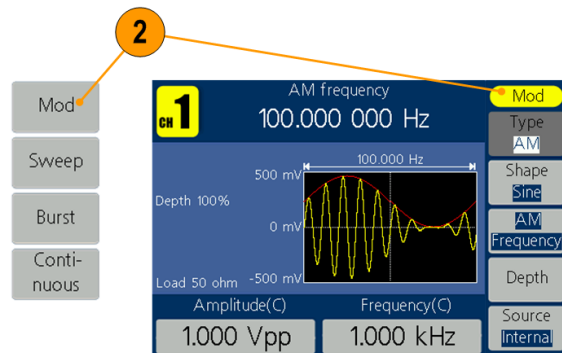 2
Mod
Sweep
Burst
Conti-
nuous
CH 1
AM frequency
100.000 000 Hz
Depth 100%
Load 50 ohm
500 mV
0 mV
-500 mV
100.000 Hz
Amplitude(C)
1.000 Vpp
Frequency(C)
1.000 kHz
Mod
Type
AM
Shape
Sine
AM
Frequency
Depth
Source
Internal